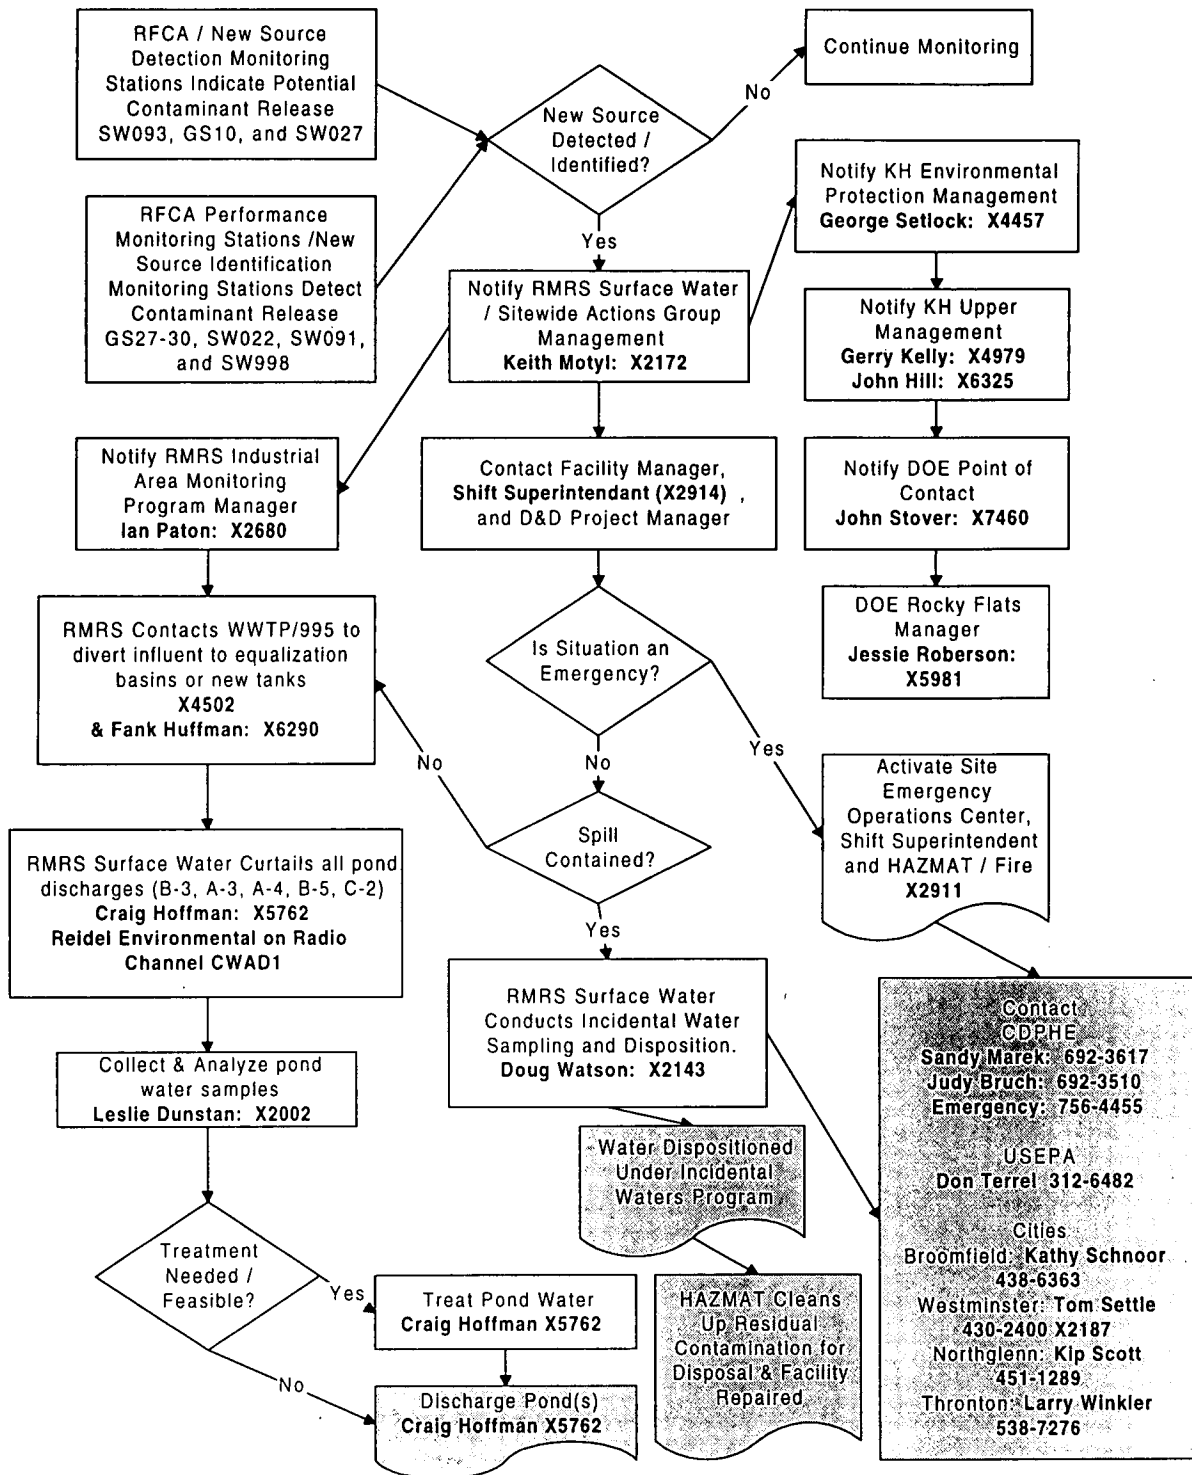 RFCA / New Source
Detection Monitoring
Stations Indicate Potential
Contaminant Release
SW093, GS10, and SW027
Continue Monitoring
No
New Source
Detected /
Identified?
RFCA Performance
Monitoring Stations /New
Source Identification
Monitoring Stations Detect
Contaminant Release
GS27-30, SW022, SW091,
and SW998
Yes
Notify KH Environmental
Protection Management
George Setlock: X4457
Notify RMRS Surface Water
/ Sitewide Actions Group
Management
Keith Motyl: X2172
Notify KH Upper
Management
Gerry Kelly: X4979
John Hill: X6325
Notify RMRS Industrial
Area Monitoring
Program Manager
Ian Paton: X2680
Contact Facility Manager,
Shift Superintendant (X2914) ,
and D&D Project Manager
Notify DOE Point of
Contact
John Stover: X7460
RMRS Contacts WWTP/995 to
divert influent to equalization
basins or new tanks
X4502
& Fank Huffman: X6290
Is Situation an
Emergency?
DOE Rocky Flats
Manager
Jessie Roberson:
X5981
No
No
Yes
Activate Site
Emergency
Operations Center,
Shift Superintendent
and HAZMAT / Fire
X2911
Spill
Contained?
RMRS Surface Water Curtails all pond
discharges (B-3, A-3, A-4, B-5, C-2)
Craig Hoffman: X5762
Reidel Environmental on Radio
Channel CWAD1
Yes
RMRS Surface Water
Conducts Incidental Water
Sampling and Disposition.
Doug Watson: X2143
Collect & Analyze pond
water samples
Leslie Dunstan: X2002
Contact
CDPHE
Sandy Marek: 692-3617
Judy Bruch: 692-3510
Emergency: 756-4455
USEPA
Don Terrel 312-6482
Cities
Broomfield: Kathy Schnoor
438-6363
Westminster: Tom Settle
430-2400 X2187
Northglenn: Kip Scott
451-1289
Thronton: Larry Winkler
538-7276
Water Dispositioned
Under Incidental
Waters Program
Treatment
Needed /
Feasible?
Yes
Treat Pond Water
Craig Hoffman X5762
HAZMAT Cleans
Up Residual
Contamination for
Disposal & Facility
Repaired
No
Discharge Pond(s)
Craig Hoffman X5762